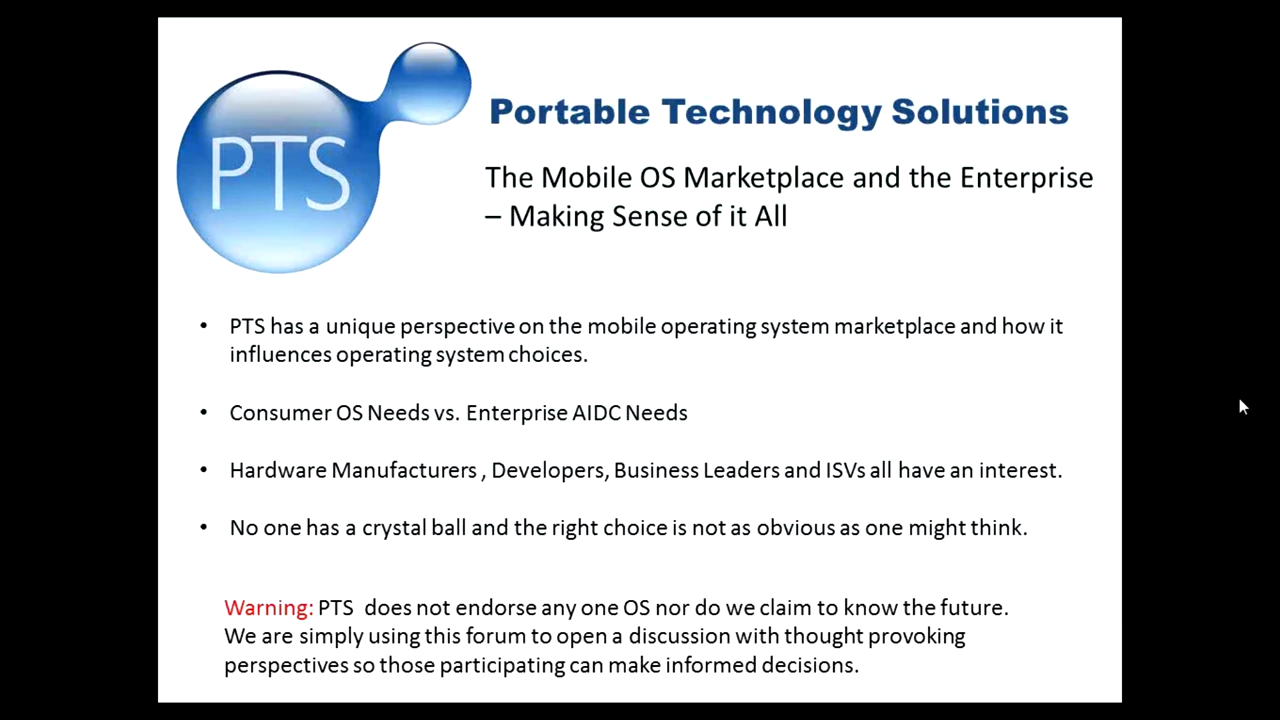 PTS
Portable Technology Solutions
The Mobile OS Marketplace and the Enterprise
– Making Sense of it All
• PTS has a unique perspective on the mobile operating system marketplace and how it
influences operating system choices.
• Consumer OS Needs vs. Enterprise AIDC Needs
• Hardware Manufacturers , Developers, Business Leaders and ISVs all have an interest.
• No one has a crystal ball and the right choice is not as obvious as one might think.
Warning: PTS does not endorse any one OS nor do we claim to know the future.
We are simply using this forum to open a discussion with thought provoking
perspectives so those participating can make informed decisions.